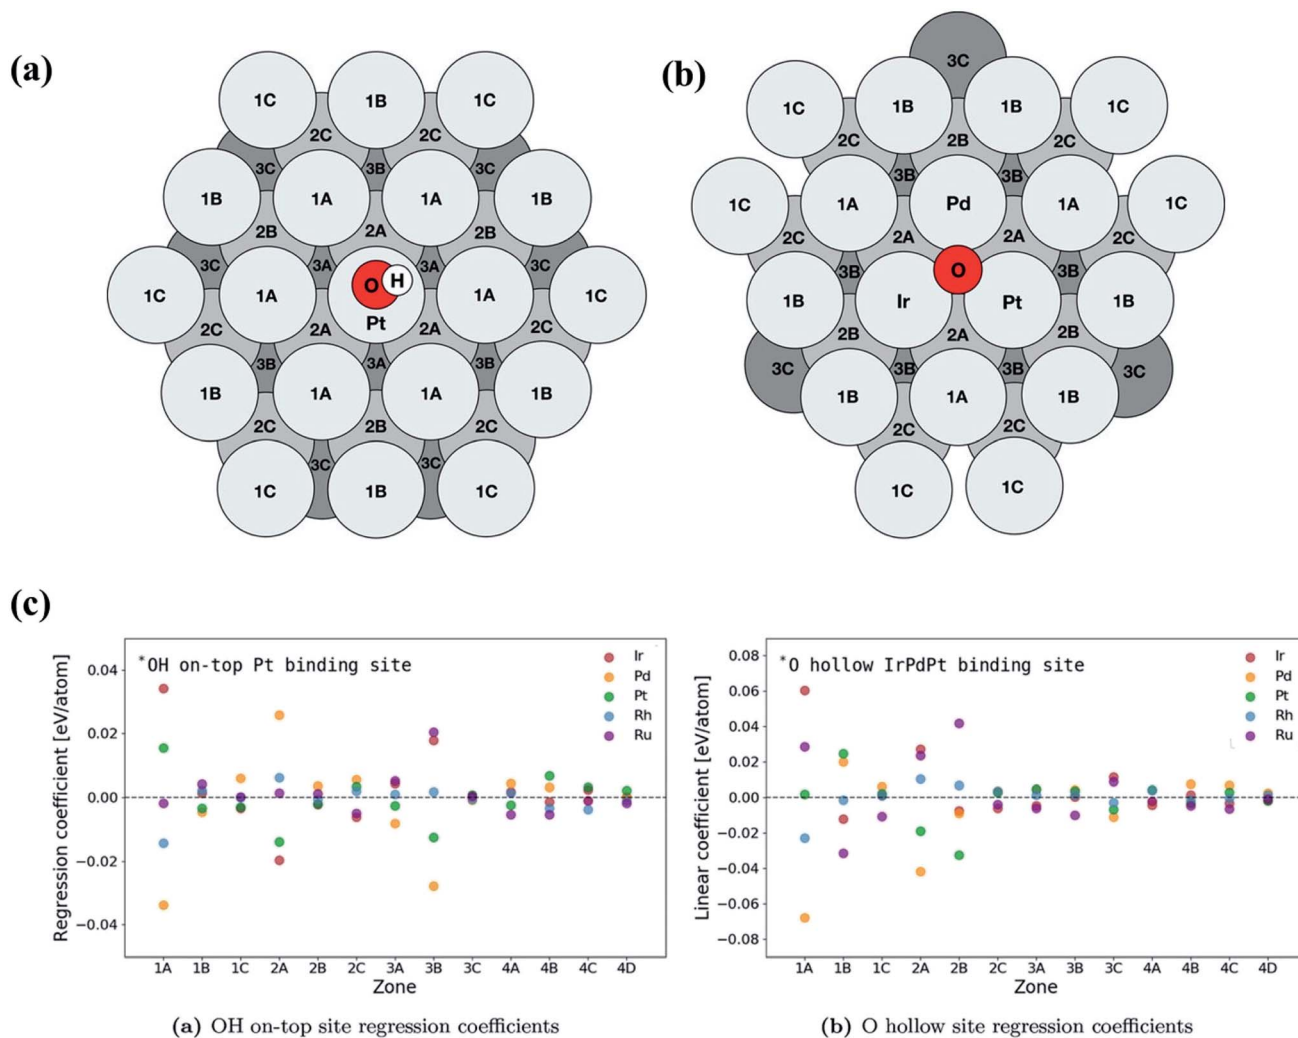 (a)
1C 1B 1C
2C 2C
3C 3B 3C
1B 1A 1A 1B
2B 2A 2B
3C 3A 3A 3C
O H
1C 1A Pt 1A 1C
2C 2A 2A 2C
3B 3A 3B
1B 1A 1A 1B
2C 2B 2C
3C 3C
1C 1B 1C
(b)
3C
1C 1B 1B 1C
2C 2B 2C
3B 3B
1C 1A Pd 1A 1C
2C 2A 2A 2C
3B O 3B
1B Ir Pt 1B
2B 2A 2B
3C 3B 3B 3C
1B 1A 1B
2C 2C
1C 1C
(c)
*OH on-top Pt binding site
Ir
Pd
Pt
Rh
Ru
Regression coefficient [eV/atom]
0.04
0.02
0.00
−0.02
−0.04
1A 1B 1C 2A 2B 2C 3A 3B 3C 4A 4B 4C 4D
Zone
(a) OH on-top site regression coefficients
*O hollow IrPdPt binding site
Ir
Pd
Pt
Rh
Ru
Linear coefficient [eV/atom]
0.08
0.06
0.04
0.02
0.00
−0.02
−0.04
−0.06
−0.08
1A 1B 1C 2A 2B 2C 3A 3B 3C 4A 4B 4C 4D
Zone
(b) O hollow site regression coefficients